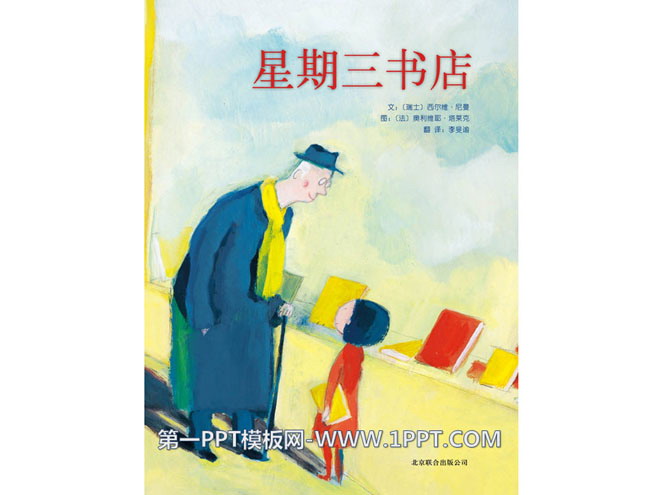 星期三书店
文：〔瑞士〕西尔维·尼曼
图：〔法〕奥利维耶·塔莱克
翻 译：李旻谕
第一PPT模板网-WWW.1PPT.COM
北京联合出版公司